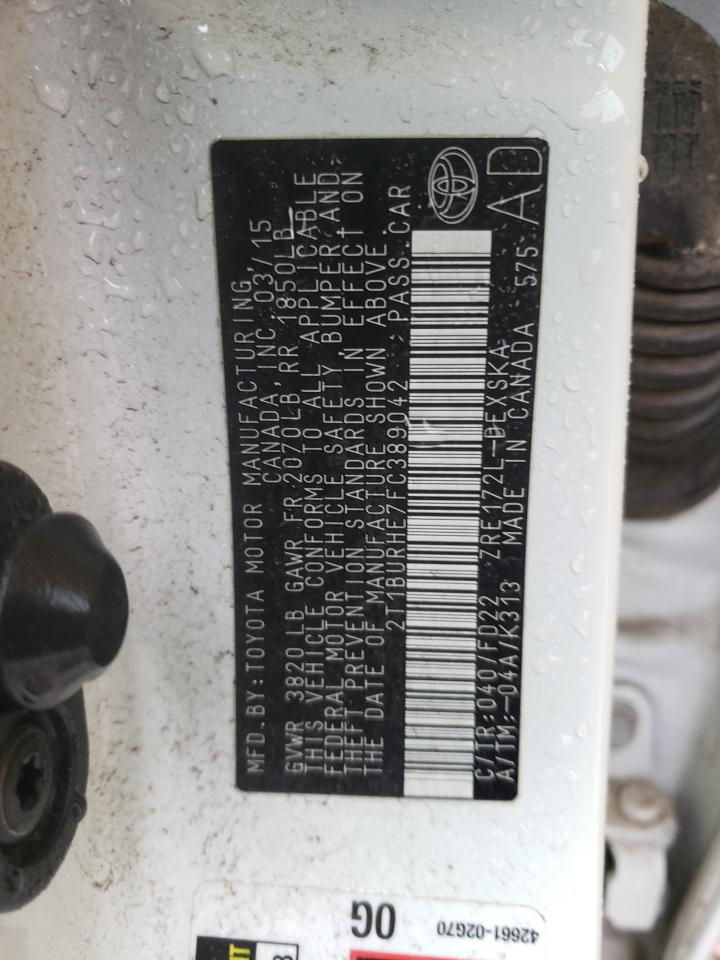 MFD.BY:TOYOTA MOTOR MANUFACTURING
CANADA, INC. 03/15
GVWR 3820 LB GAWR FR 2070 LB RR 1850LB
THIS VEHICLE CONFORMS TO ALL APPLICABLE
FEDERAL MOTOR VEHICLE SAFETY, BUMPER AND
THEFT PREVENTION STANDARDS IN EFFECT ON
THE DATE OF MANUFACTURE SHOWN ABOVE.
2T1BURHE7FC389042 PASS.CAR
C/TR:040/FD22 ZRE172L-DEXSKA
A/TM:-04A/K313 MADE IN CANADA 575 AD
0G
42661-02G70